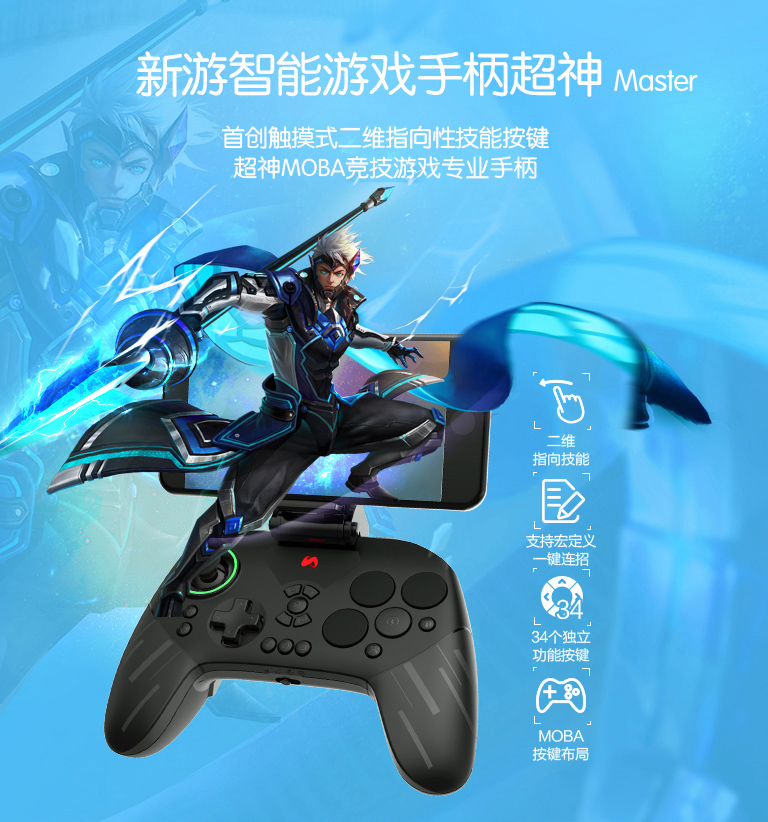 新游智能游戏手柄超神 Master
首创触摸式二维指向性技能按键
超神MOBA竞技游戏专业手柄
二维
指向技能
支持宏定义
一键连招
34
34个独立
功能按键
MOBA
按键布局